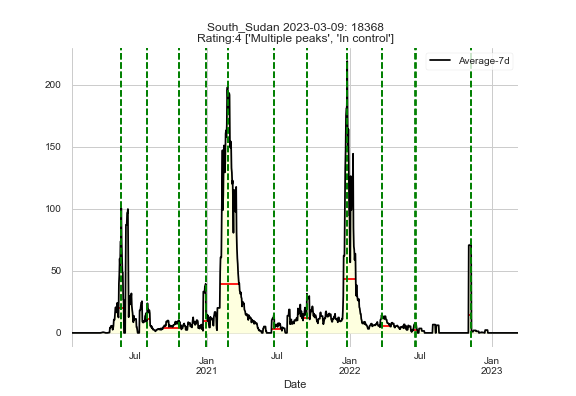 South_Sudan 2023-03-09: 18368
Rating:4 ['Multiple peaks', 'In control']
Average-7d
200
150
100
50
0
Jul
Jan
2021
Jul
Jan
2022
Jul
Jan
2023
Date